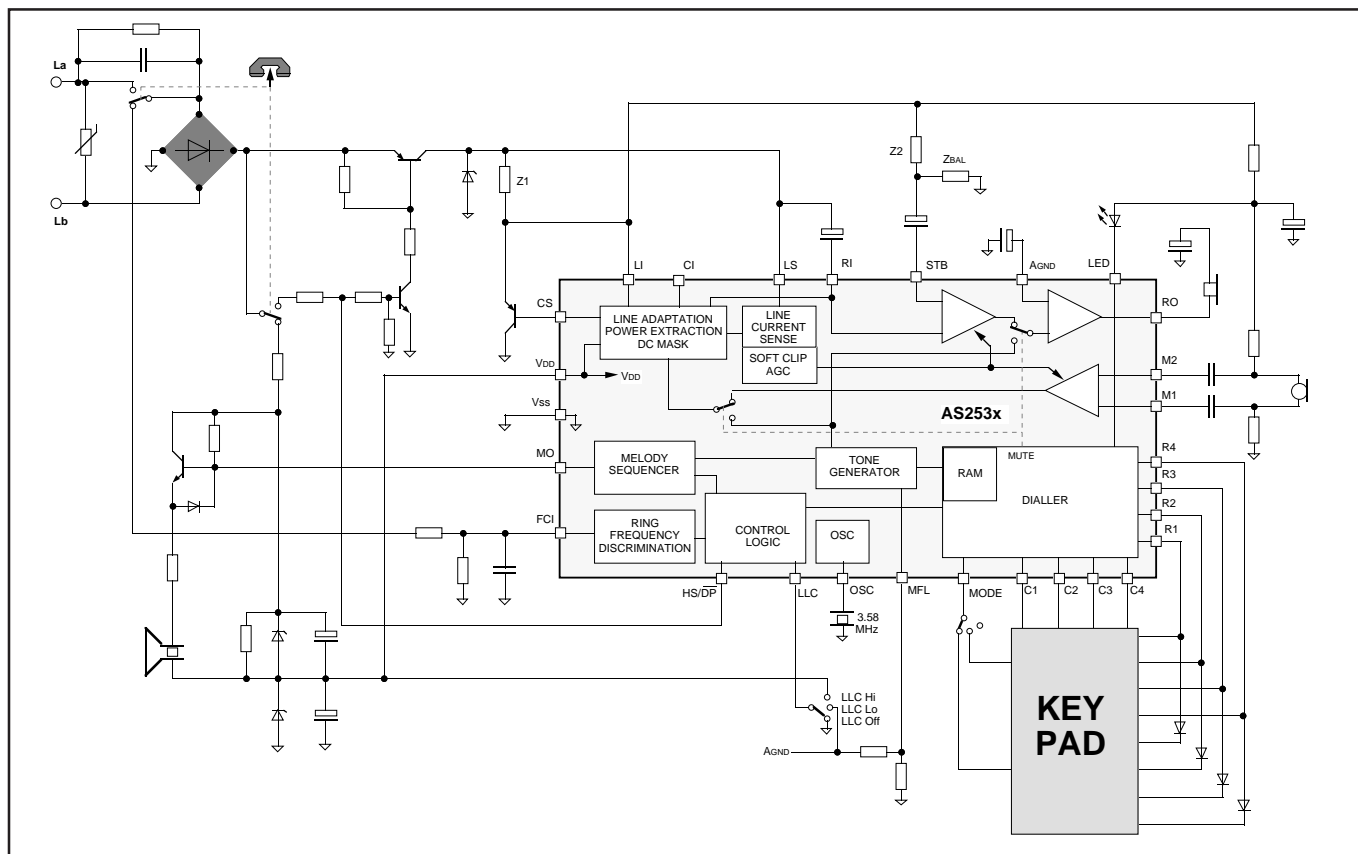 La
Lb
Z1
Z2
ZBAL
LI
CI
LS
RI
STB
AGND
LED
CS
RO
LINE ADAPTATION
POWER EXTRACTION
DC MASK
LINE
CURRENT
SENSE
SOFT CLIP
AGC
VDD
VDD
M2
M1
VSS
AS253x
MO
MELODY
SEQUENCER
TONE
GENERATOR
MUTE
RAM
DIALLER
R4
R3
R2
R1
FCI
RING
FREQUENCY
DISCRIMINATION
CONTROL
LOGIC
OSC
HS/DP
LLC
OSC
MFL
MODE
C1
C2
C3
C4
3.58
MHz
LLC Hi
LLC Lo
LLC Off
AGND
KEY
PAD